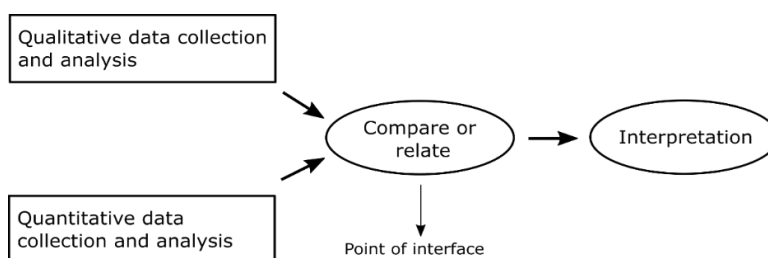 Qualitative data collection
and analysis
Compare or
relate
Interpretation
Quantitative data
collection and analysis
Point of interface